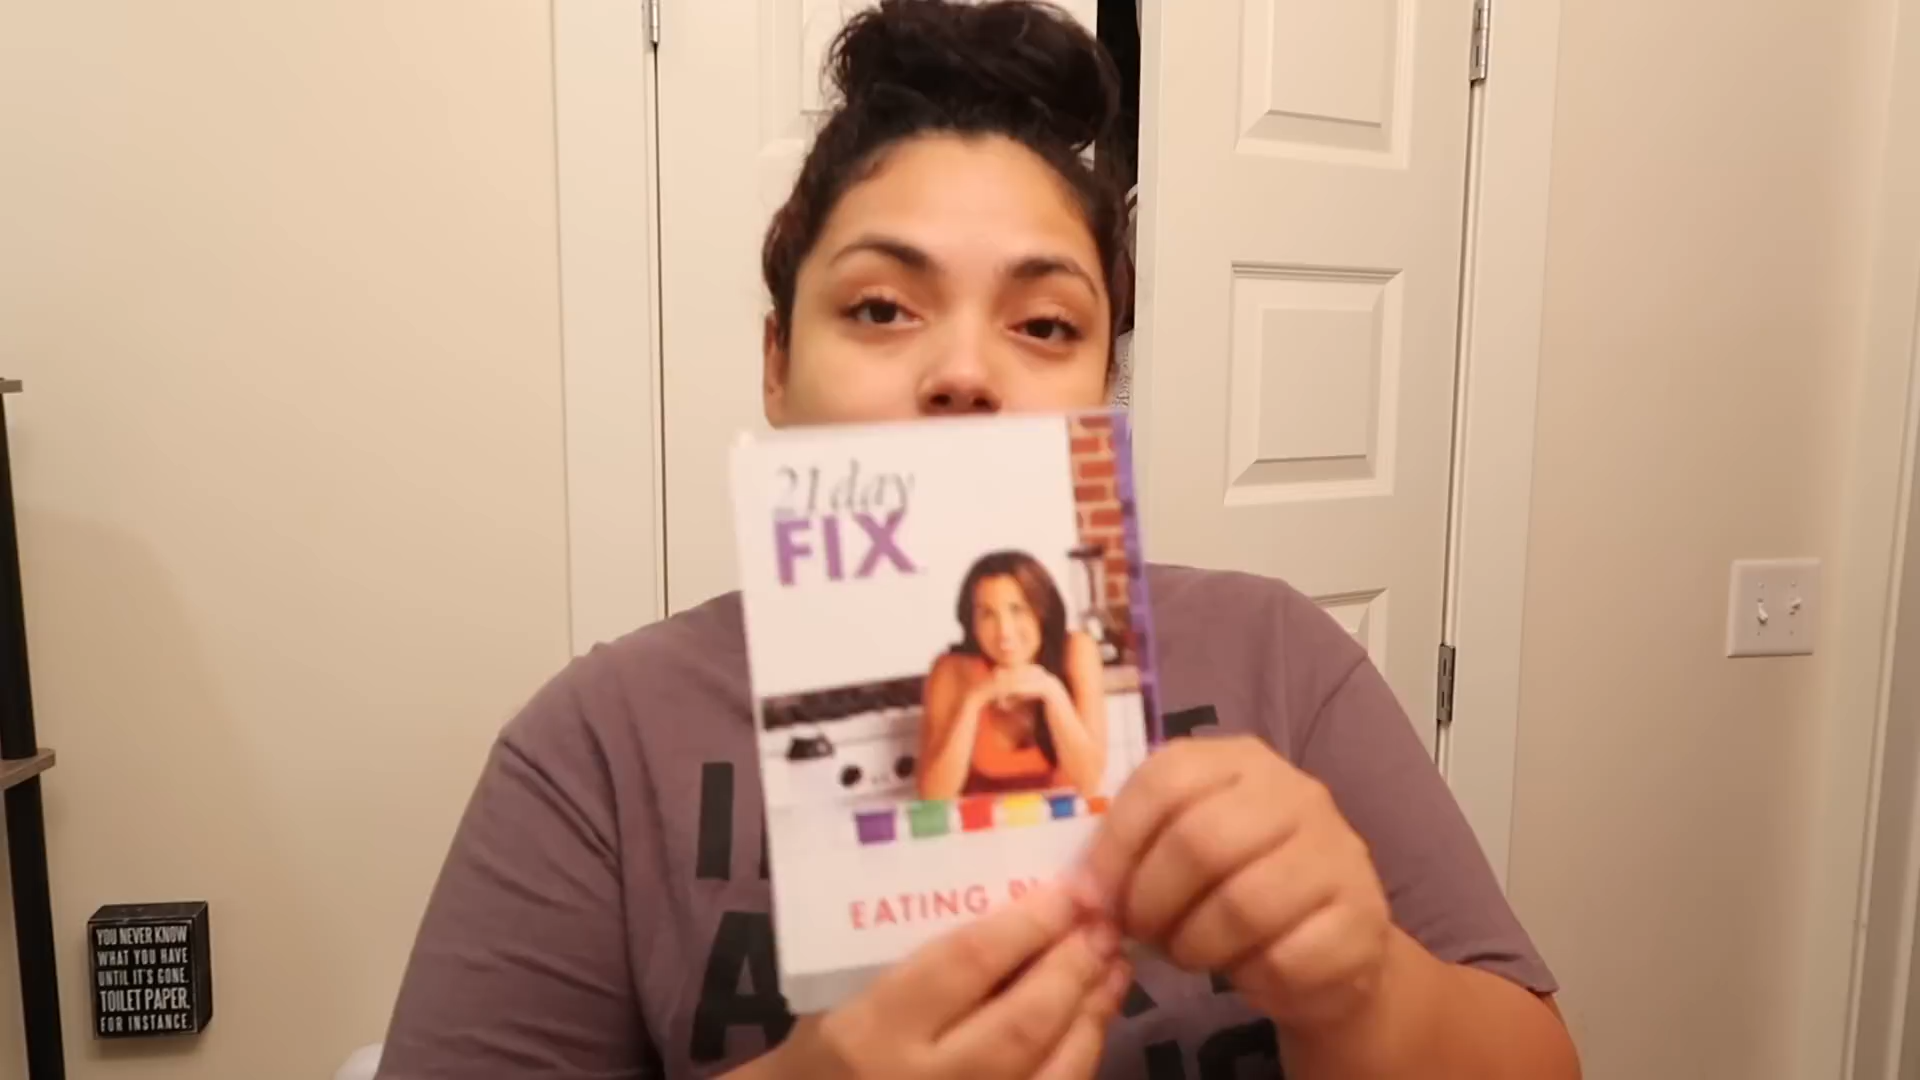 21 day
FIX
EATING
YOU NEVER KNOW
WHAT YOU HAVE
UNTIL IT'S GONE.
TOILET PAPER,
FOR INSTANCE.